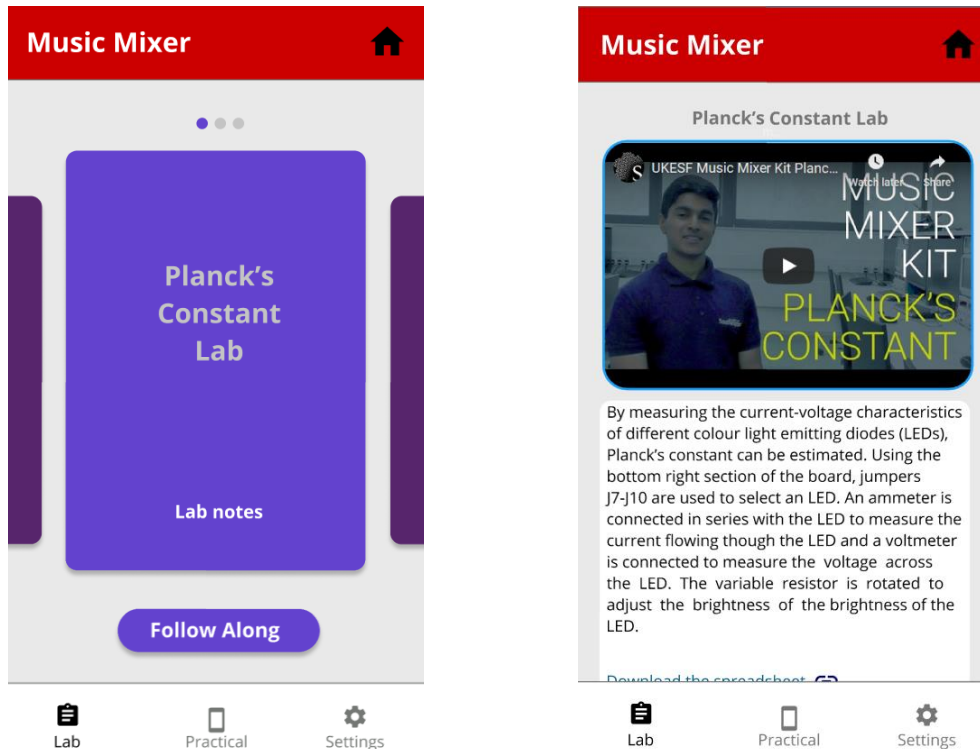 Music Mixer
Planck's
Constant
Lab
Lab notes
Follow Along
Lab
Practical
Settings
Music Mixer
Planck's Constant Lab
S
UKESF Music Mixer Kit Planc...
Watch later
Share
MUSIC
MIXER
KIT
PLANCK'S
CONSTANT
By measuring the current-voltage characteristics
of different colour light emitting diodes (LEDs),
Planck's constant can be estimated. Using the
bottom right section of the board, jumpers
J7-J10 are used to select an LED. An ammeter is
connected in series with the LED to measure the
current flowing though the LED and a voltmeter
is connected to measure the voltage across
the LED. The variable resistor is rotated to
adjust the brightness of the brightness of the
LED.
Download the spreadsheet
Lab
Practical
Settings